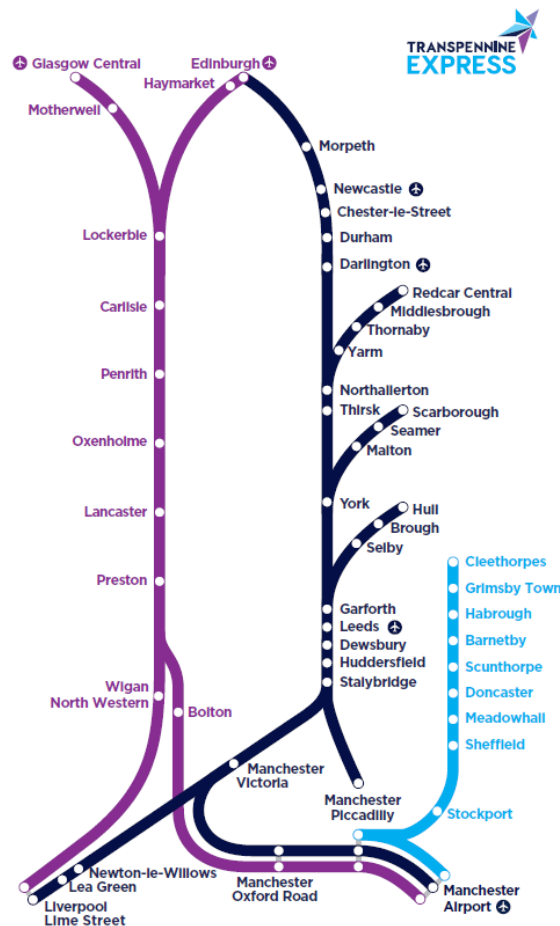 TRANSPENNINE
EXPRESS
Glasgow Central
Edinburgh
Haymarket
Motherwell
Morpeth
Newcastle
Chester-le-Street
Lockerbie
Durham
Darlington
Redcar Central
Carlisle
Middlesbrough
Thornaby
Yarm
Penrith
Northallerton
Thirsk
Scarborough
Seamer
Oxenholme
Malton
York
Hull
Lancaster
Brough
Selby
Cleethorpes
Preston
Grimsby Town
Garforth
Habrough
Leeds
Dewsbury
Barnetby
Huddersfield
Scunthorpe
Stalybridge
Wigan
North Western
Doncaster
Bolton
Meadowhall
Sheffield
Manchester
Victoria
Manchester
Piccadilly
Stockport
Newton-le-Willows
Lea Green
Manchester
Oxford Road
Manchester
Airport
Liverpool
Lime Street